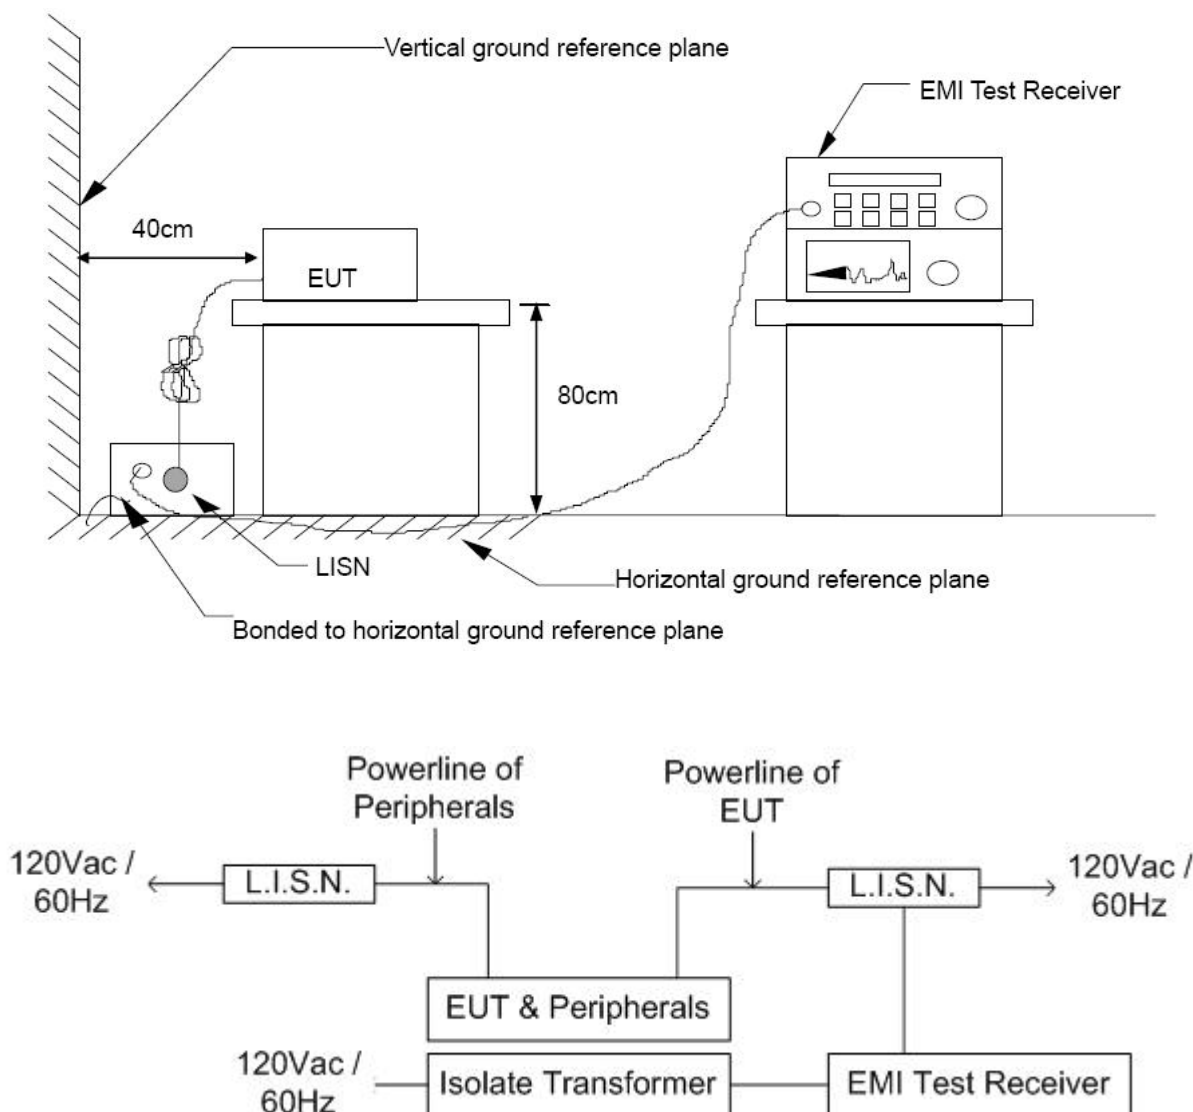 Vertical ground reference plane
EMI Test Receiver
40cm
EUT
80cm
LISN
Horizontal ground reference plane
Bonded to horizontal ground reference plane
Powerline of
Peripherals
Powerline of
EUT
120Vac /
60Hz
L.I.S.N.
L.I.S.N.
120Vac /
60Hz
EUT & Peripherals
120Vac /
60Hz
Isolate Transformer
EMI Test Receiver